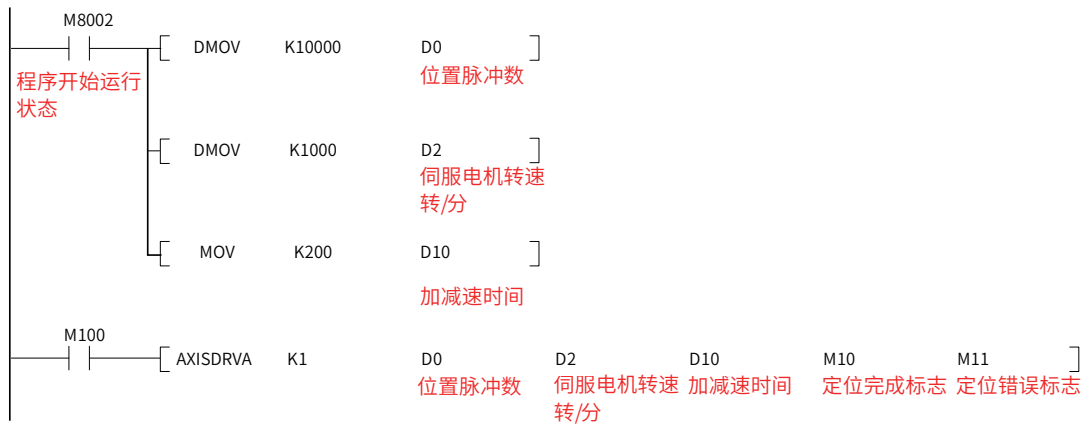 M8002
DMOV K10000 D0
程序开始运行
状态
位置脉冲数
DMOV K1000 D2
伺服电机转速
转/分
MOV K200 D10
加减速时间
M100
AXISDRVA K1 D0 D2 D10 M10 M11
位置脉冲数 伺服电机转速 加减速时间 定位完成标志 定位错误标志
转/分